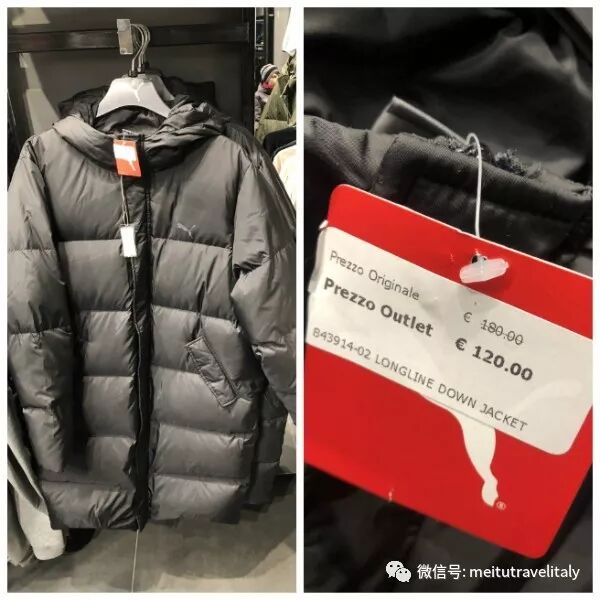 Prezzo Originale € 180.00
Prezzo Outlet € 120.00
843914-02 LONGLINE DOWN JACKET
®
微信号: meitutravelitaly